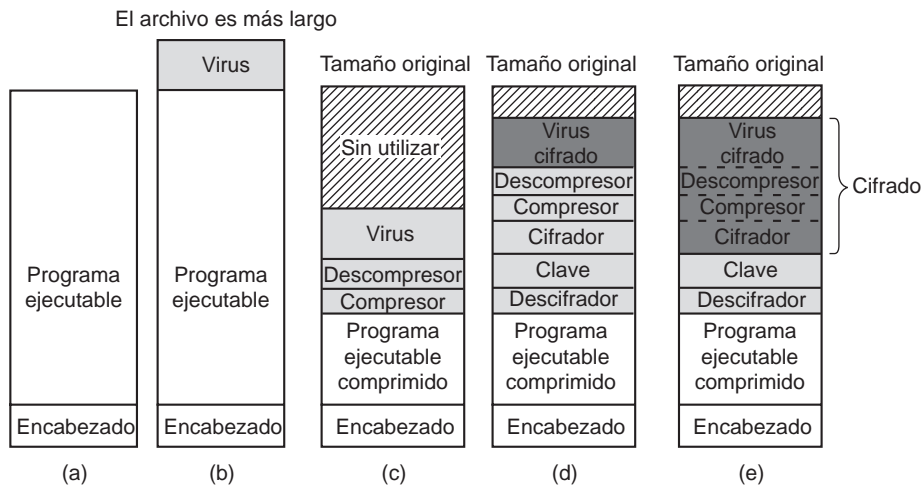 El archivo es más largo
Virus
Programa
ejecutable
Encabezado
(a)
Programa
ejecutable
Encabezado
(b)
Tamaño original
Sin utilizar
Virus
Descompresor
Compresor
Programa
ejecutable
comprimido
Encabezado
(c)
Tamaño original
Virus
cifrado
Descompresor
Compresor
Cifrador
Clave
Descifrador
Programa
ejecutable
comprimido
Encabezado
(d)
Tamaño original
Virus
cifrado
Descompresor
Compresor
Cifrador
Clave
Descifrador
Programa
ejecutable
comprimido
Encabezado
(e)
Cifrado